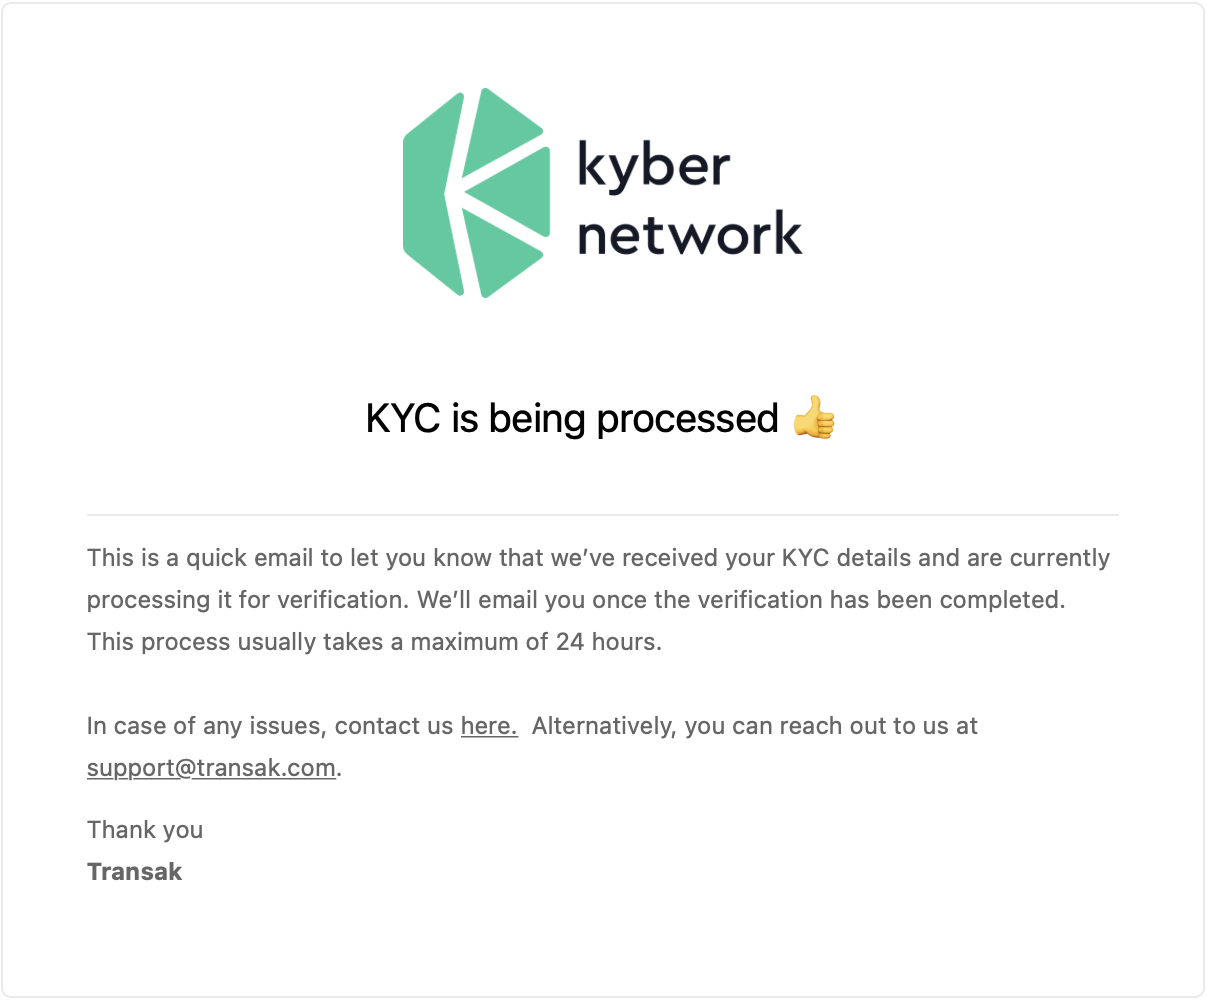 kyber
network
KYC is being processed 👍
This is a quick email to let you know that we’ve received your KYC details and are currently
processing it for verification. We’ll email you once the verification has been completed.
This process usually takes a maximum of 24 hours.
In case of any issues, contact us here.  Alternatively, you can reach out to us at
support@transak.com.
Thank you
Transak